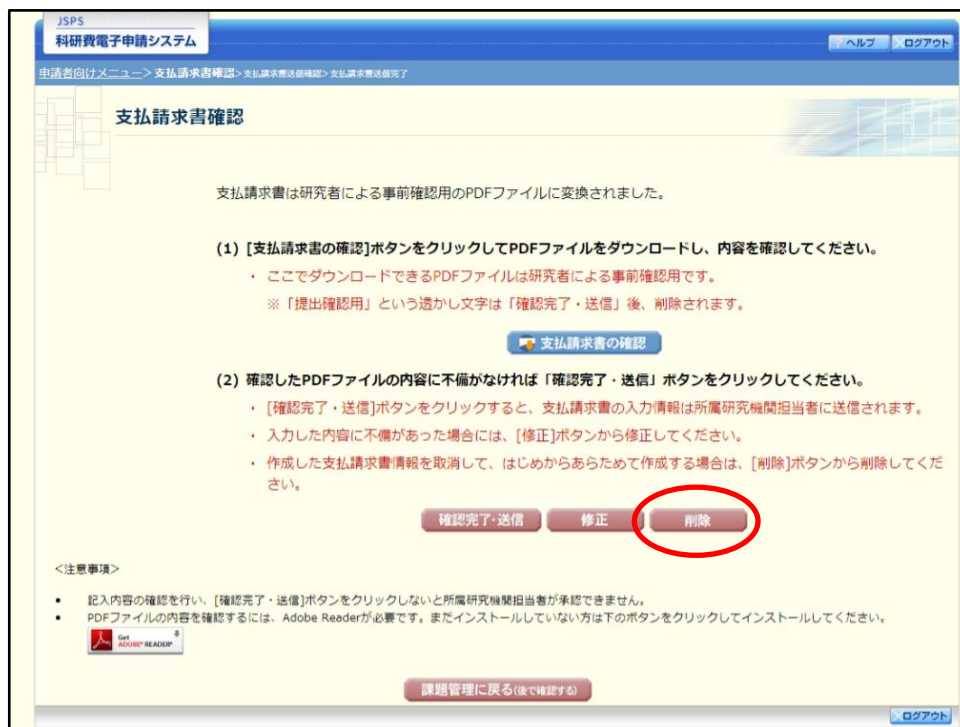 JSPS
科研費電子申請システム
ヘルプ ログアウト
申請者向けメニュー>支払請求書確認>支払請求書送信確認>支払請求書送信完了
支払請求書確認
支払請求書は研究者による事前確認用のPDFファイルに変換されました。
(1) [支払請求書の確認]ボタンをクリックしてPDFファイルをダウンロードし、内容を確認してください。
・ ここでダウンロードできるPDFファイルは研究者による事前確認用です。
※「提出確認用」という透かし文字は「確認完了・送信」後、削除されます。
支払請求書の確認
(2) 確認したPDFファイルの内容に不備がなければ「確認完了・送信」ボタンをクリックしてください。
・ [確認完了・送信]ボタンをクリックすると、支払請求書の入力情報は所属研究機関担当者に送信されます。
・ 入力した内容に不備があった場合には、[修正]ボタンから修正してください。
・ 作成した支払請求書情報を取消して、はじめからあらためて作成する場合は、[削除]ボタンから削除してくだ
さい。
確認完了・送信 修正 削除
<注意事項>
• 記入内容の確認を行い、[確認完了・送信]ボタンをクリックしないと所属研究機関担当者が承認できません。
• PDFファイルの内容を確認するには、Adobe Readerが必要です。まだインストールしていない方は下のボタンをクリックしてインストールしてください。
Get
ADOBE® READER®
課題管理に戻る(後で確認する)
ログアウト